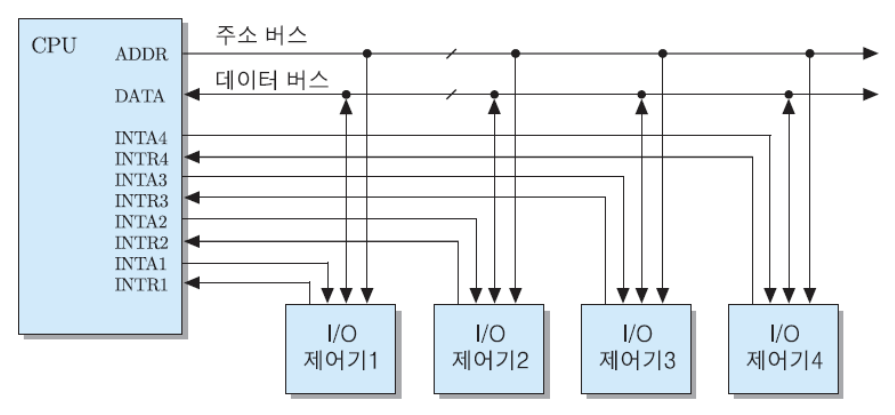 CPU
ADDR
주소 버스
DATA
데이터 버스
INTA4
INTR4
INTA3
INTR3
INTA2
INTR2
INTA1
INTR1
I/O
제어기1
I/O
제어기2
I/O
제어기3
I/O
제어기4